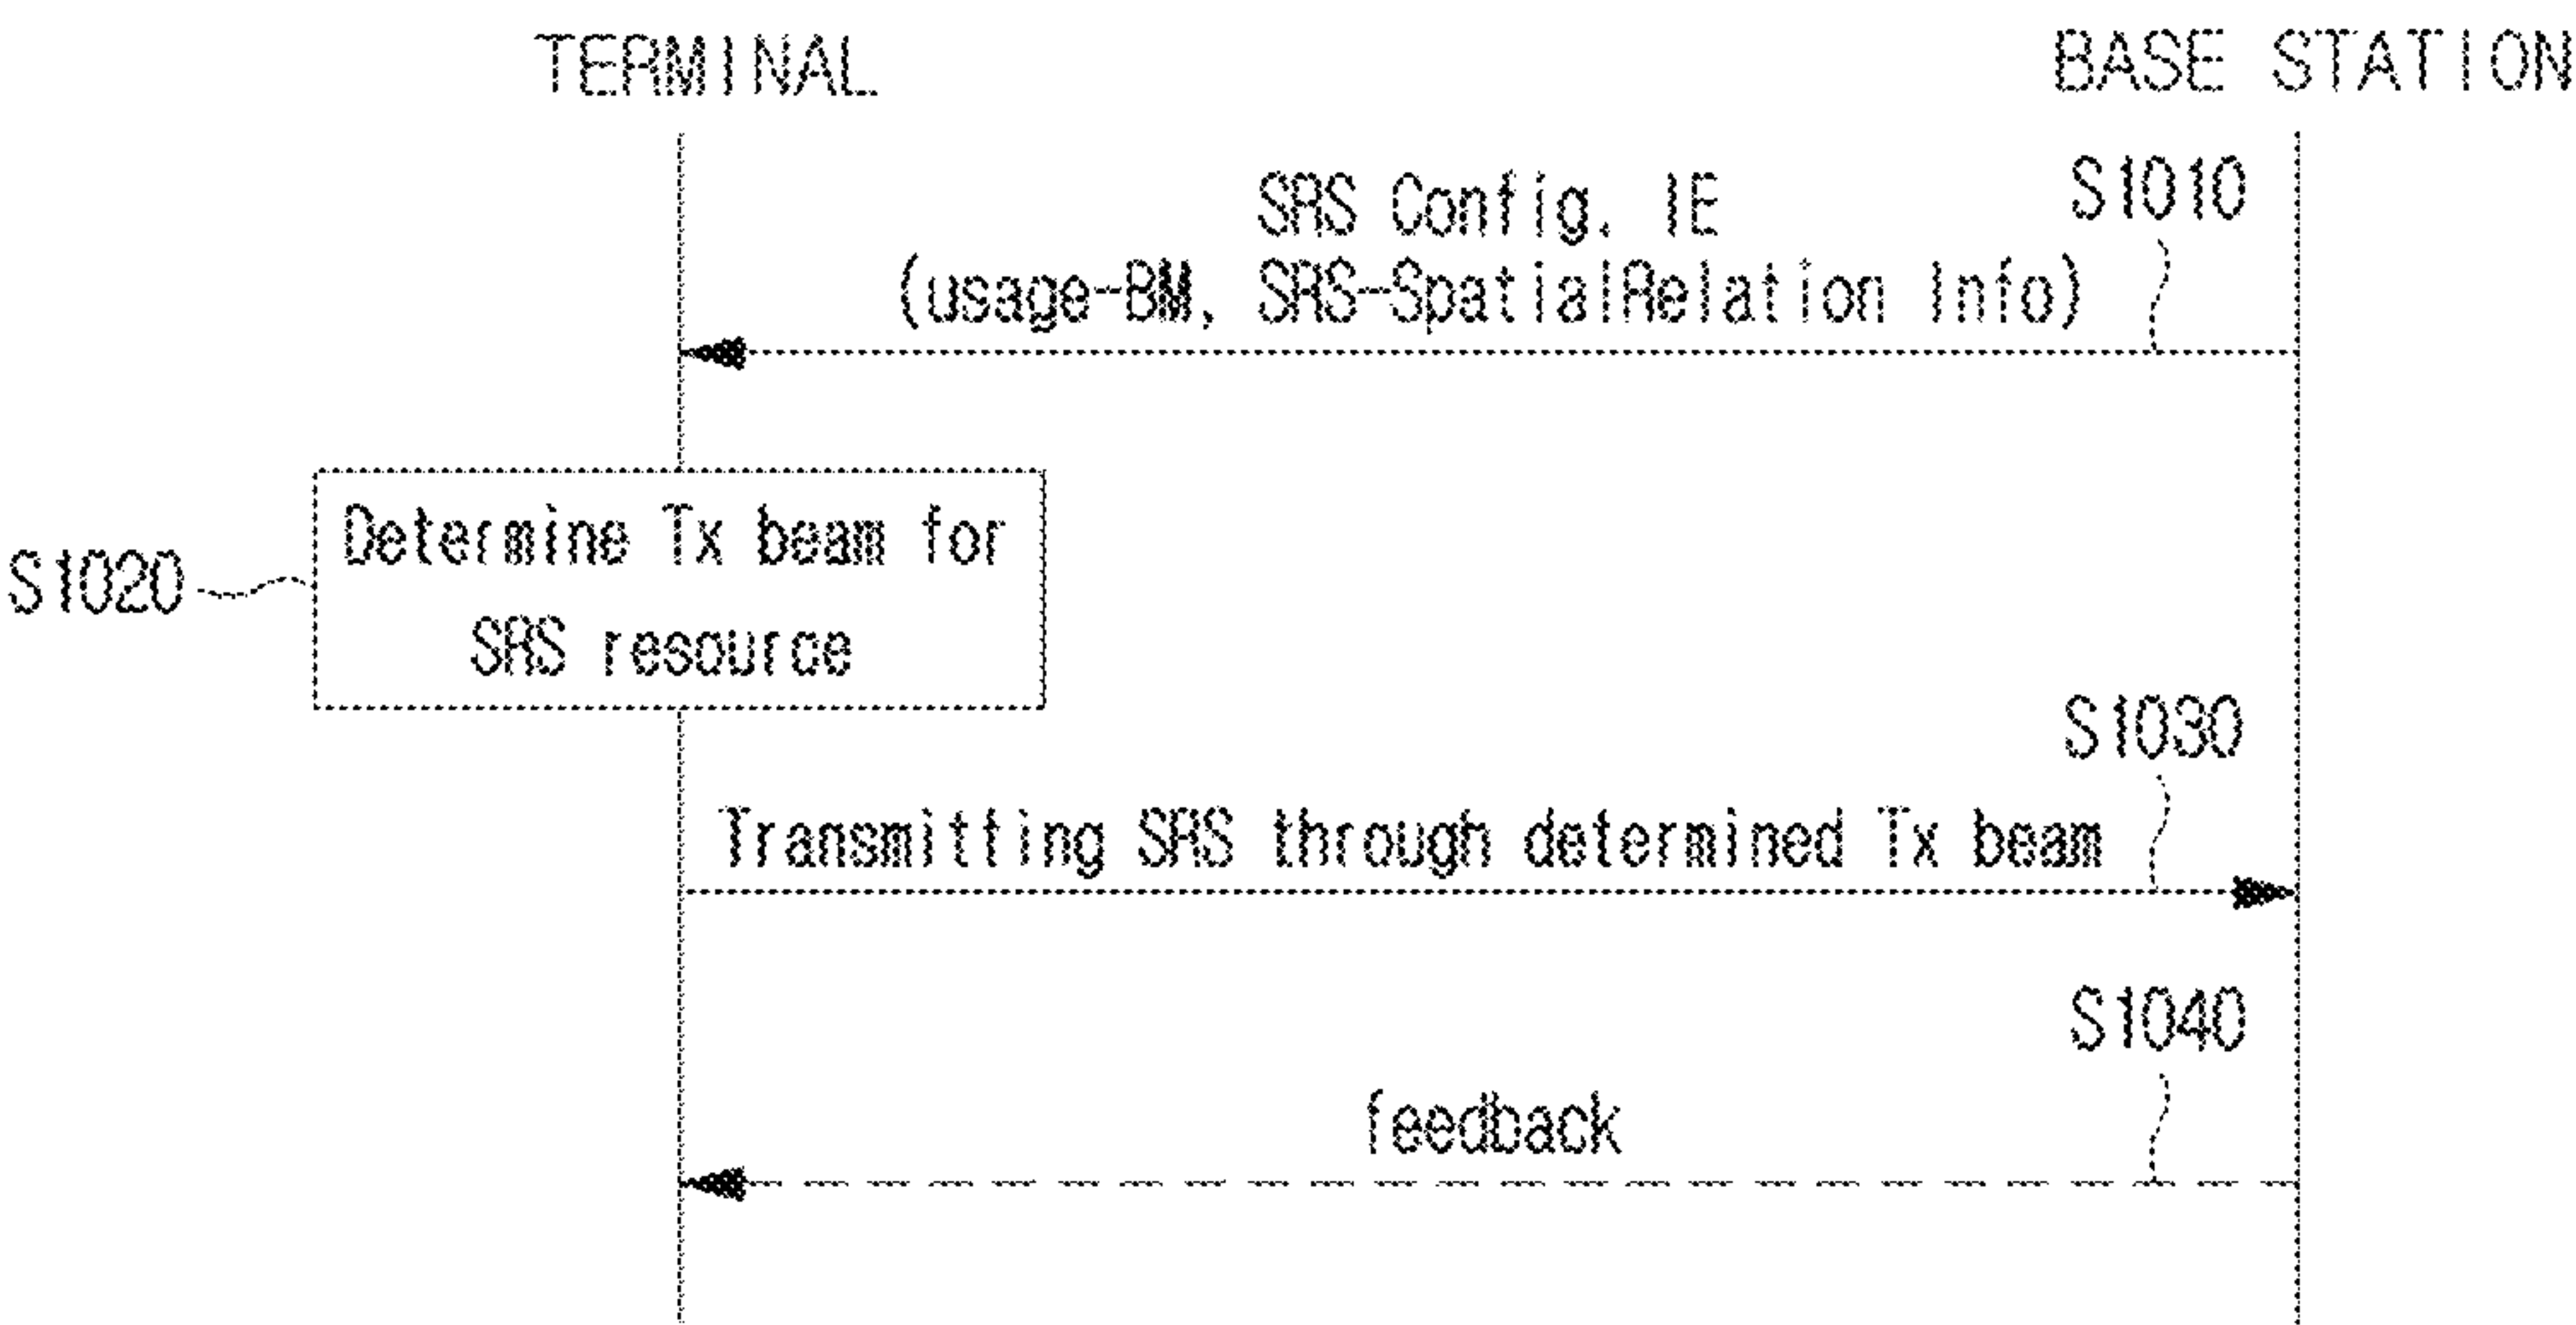 TERMINAL
BASE STATION
S1010
SRS Config. IE
(usage-BM, SRS-SpatialRelation Info)
Determine Tx beam for
SRS resource
S1020
S1030
Transmitting SRS through determined Tx beam
S1040
feedback